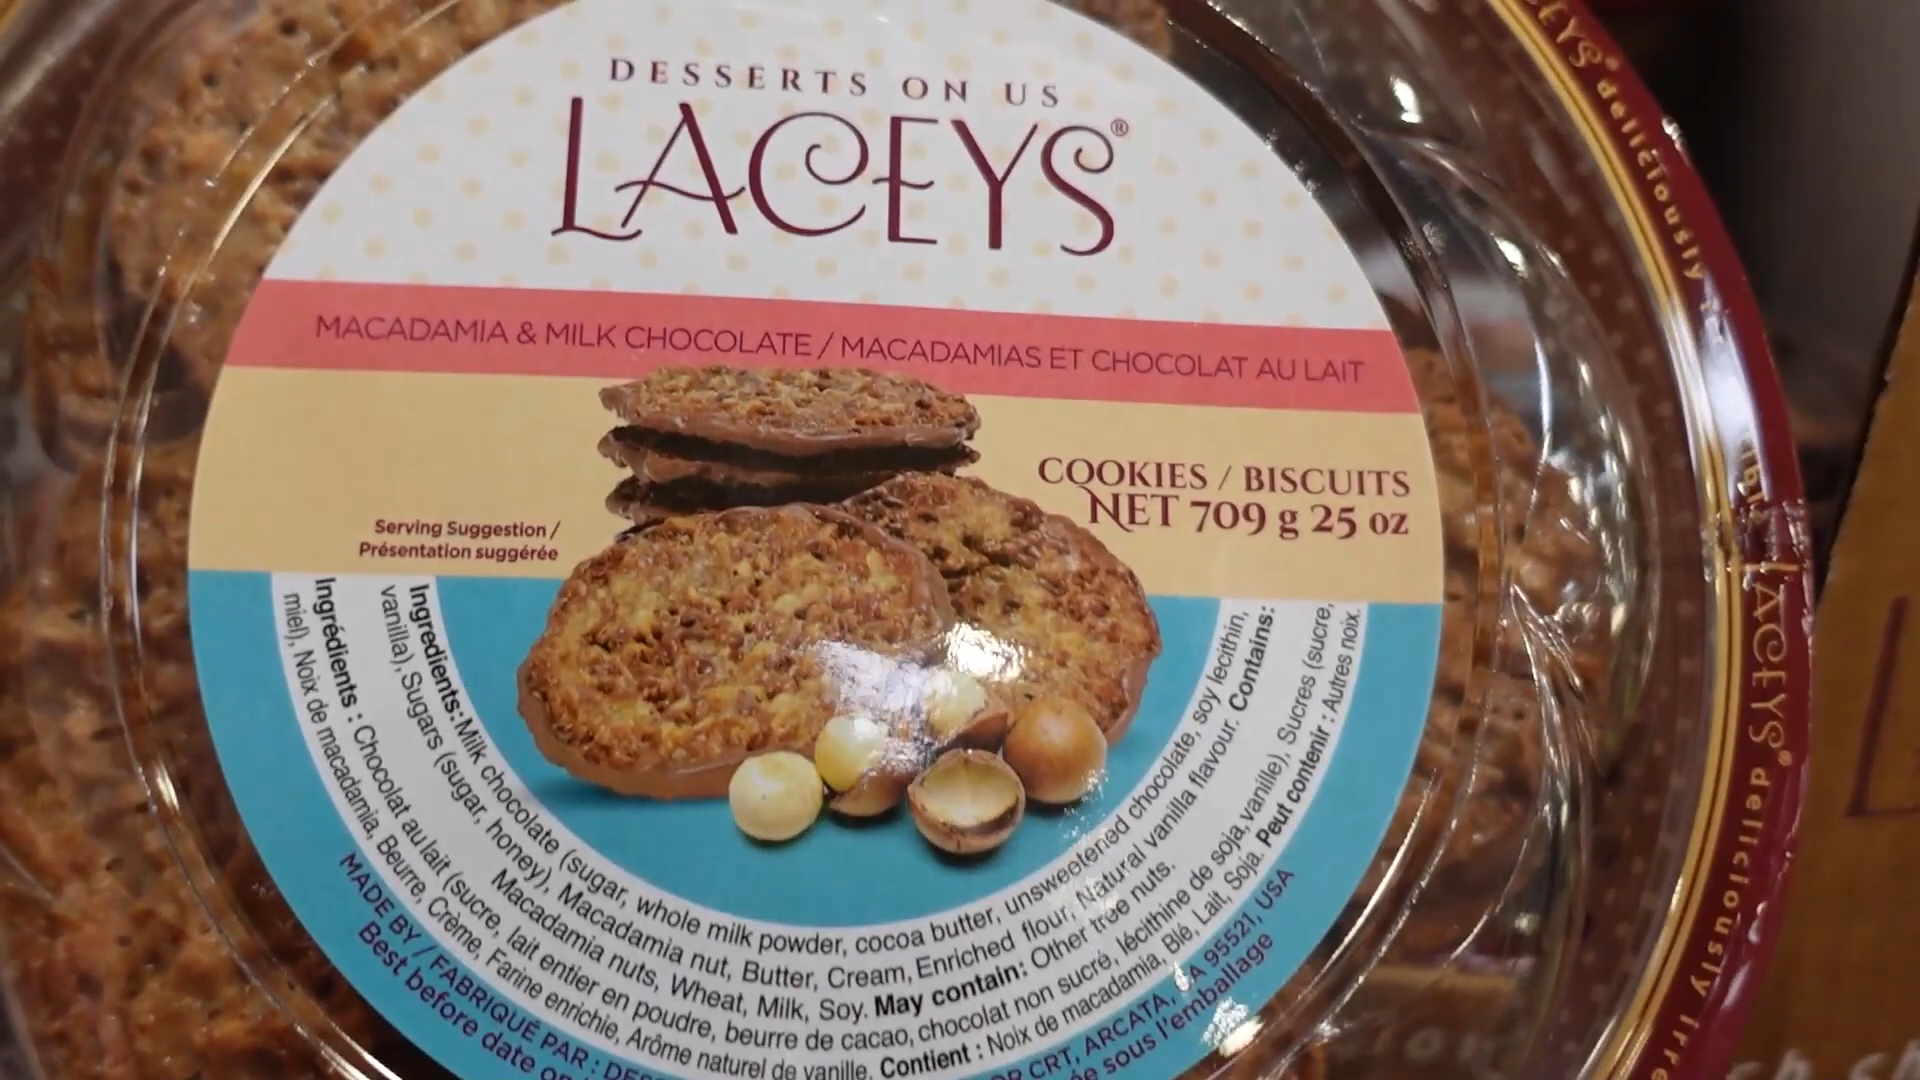 DESSERTS ON US
LACEYS®
MACADAMIA & MILK CHOCOLATE / MACADAMIAS ET CHOCOLAT AU LAIT
COOKIES / BISCUITS
NET 709 g 25 oz
Serving Suggestion /
Présentation suggérée
Ingredients: Milk chocolate (sugar, whole milk powder, cocoa butter, unsweetened chocolate, soy lecithin,
vanilla), Sugars (sugar, honey), Macadamia nut, Butter, Cream, Enriched flour, Natural vanilla flavour. Contains:
Macadamia nuts, Wheat, Milk, Soy. May contain: Other tree nuts.
Ingrédients : Chocolat au lait (sucre, lait entier en poudre, beurre de cacao, chocolat non sucré, lécithine de soja, vanille), Sucres (sucre,
miel), Noix de macadamia, Beurre, Crème, Farine enrichie, Arôme naturel de vanille. Contient : Noix de macadamia, Blé, Lait, Soja. Peut contenir : Autres noix.
MADE BY / FABRIQUÉ PAR : CRT, ARCATA, CA 95521, USA
Best before date sous l'emballage
deliciously
LACEYS® deliciously